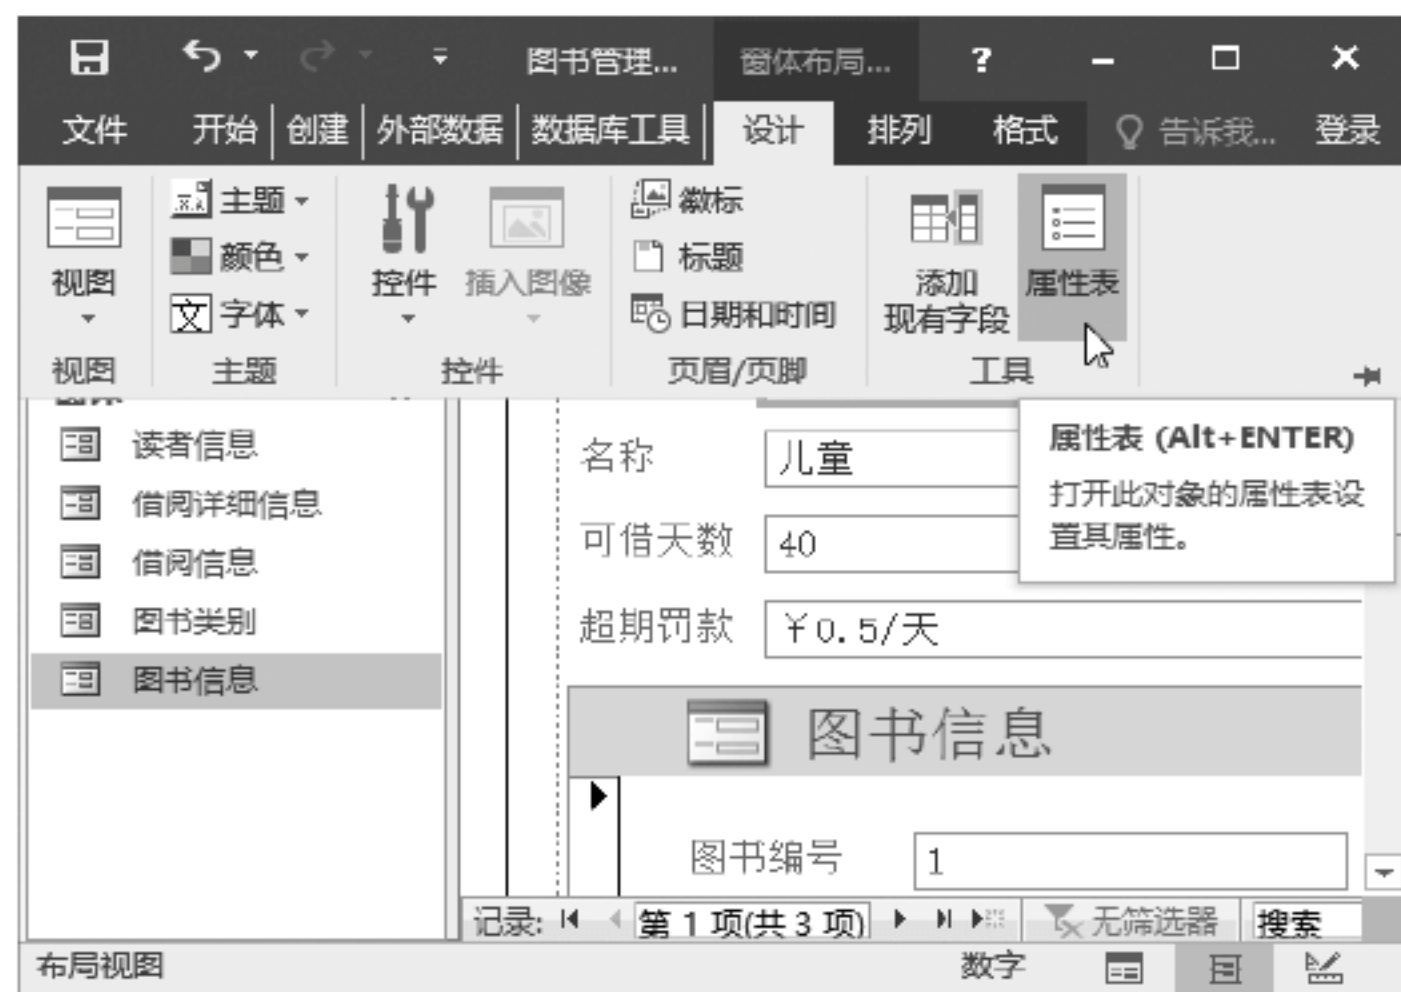 图书管理... 窗体布局... ?
文件 开始 创建 外部数据 数据库工具 设计 排列 格式 告诉我... 登录
主题
颜色
文 字体
视图
控件
插入图像
徽标
标题
日期和时间
添加
现有字段
属性表
视图 主题 控件 页眉/页脚 工具
属性表 (Alt+ENTER)
打开此对象的属性表设
置其属性。
读者信息
借阅详细信息
借阅信息
图书类别
图书信息
名称 儿童
可借天数 40
超期罚款 ¥0.5/天
图书信息
图书编号 1
记录: 第 1 项(共 3 项) 无筛选器 搜索
布局视图 数字